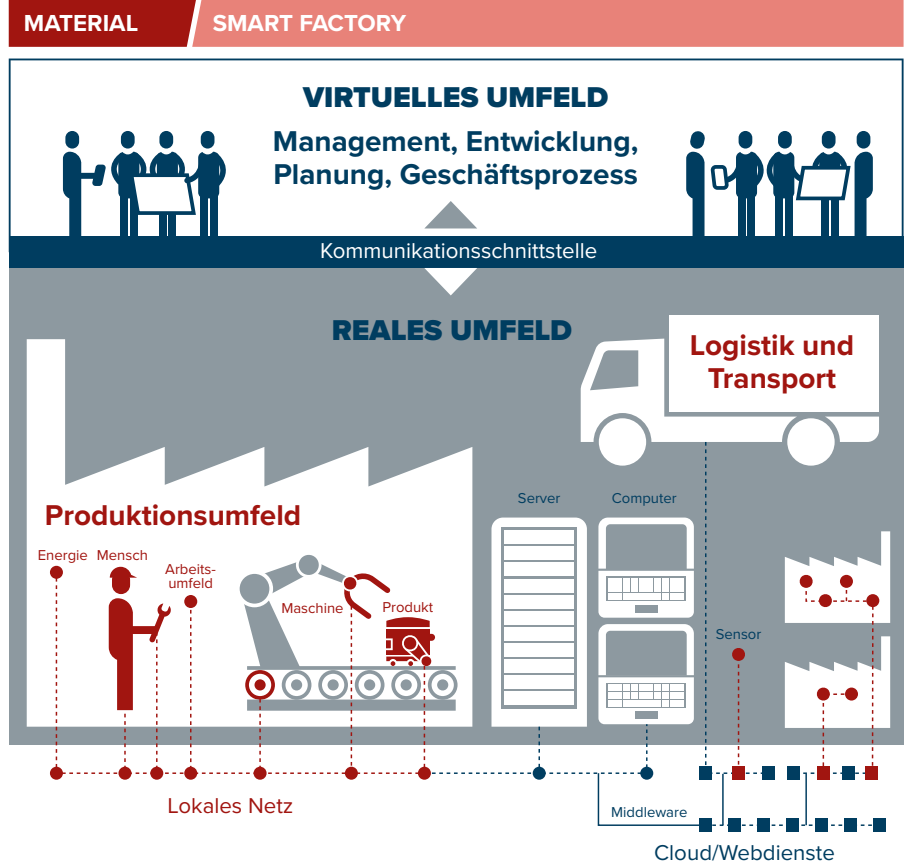 MATERIAL
SMART FACTORY
VIRTUELLES UMFELD
Management, Entwicklung,
Planung, Geschäftsprozess
Kommunikationsschnittstelle
REALES UMFELD
Logistik und
Transport
Produktionsumfeld
Energie
Mensch
Arbeits-
umfeld
Maschine
Produkt
Server
Computer
Sensor
Lokales Netz
Middleware
Cloud/Webdienste